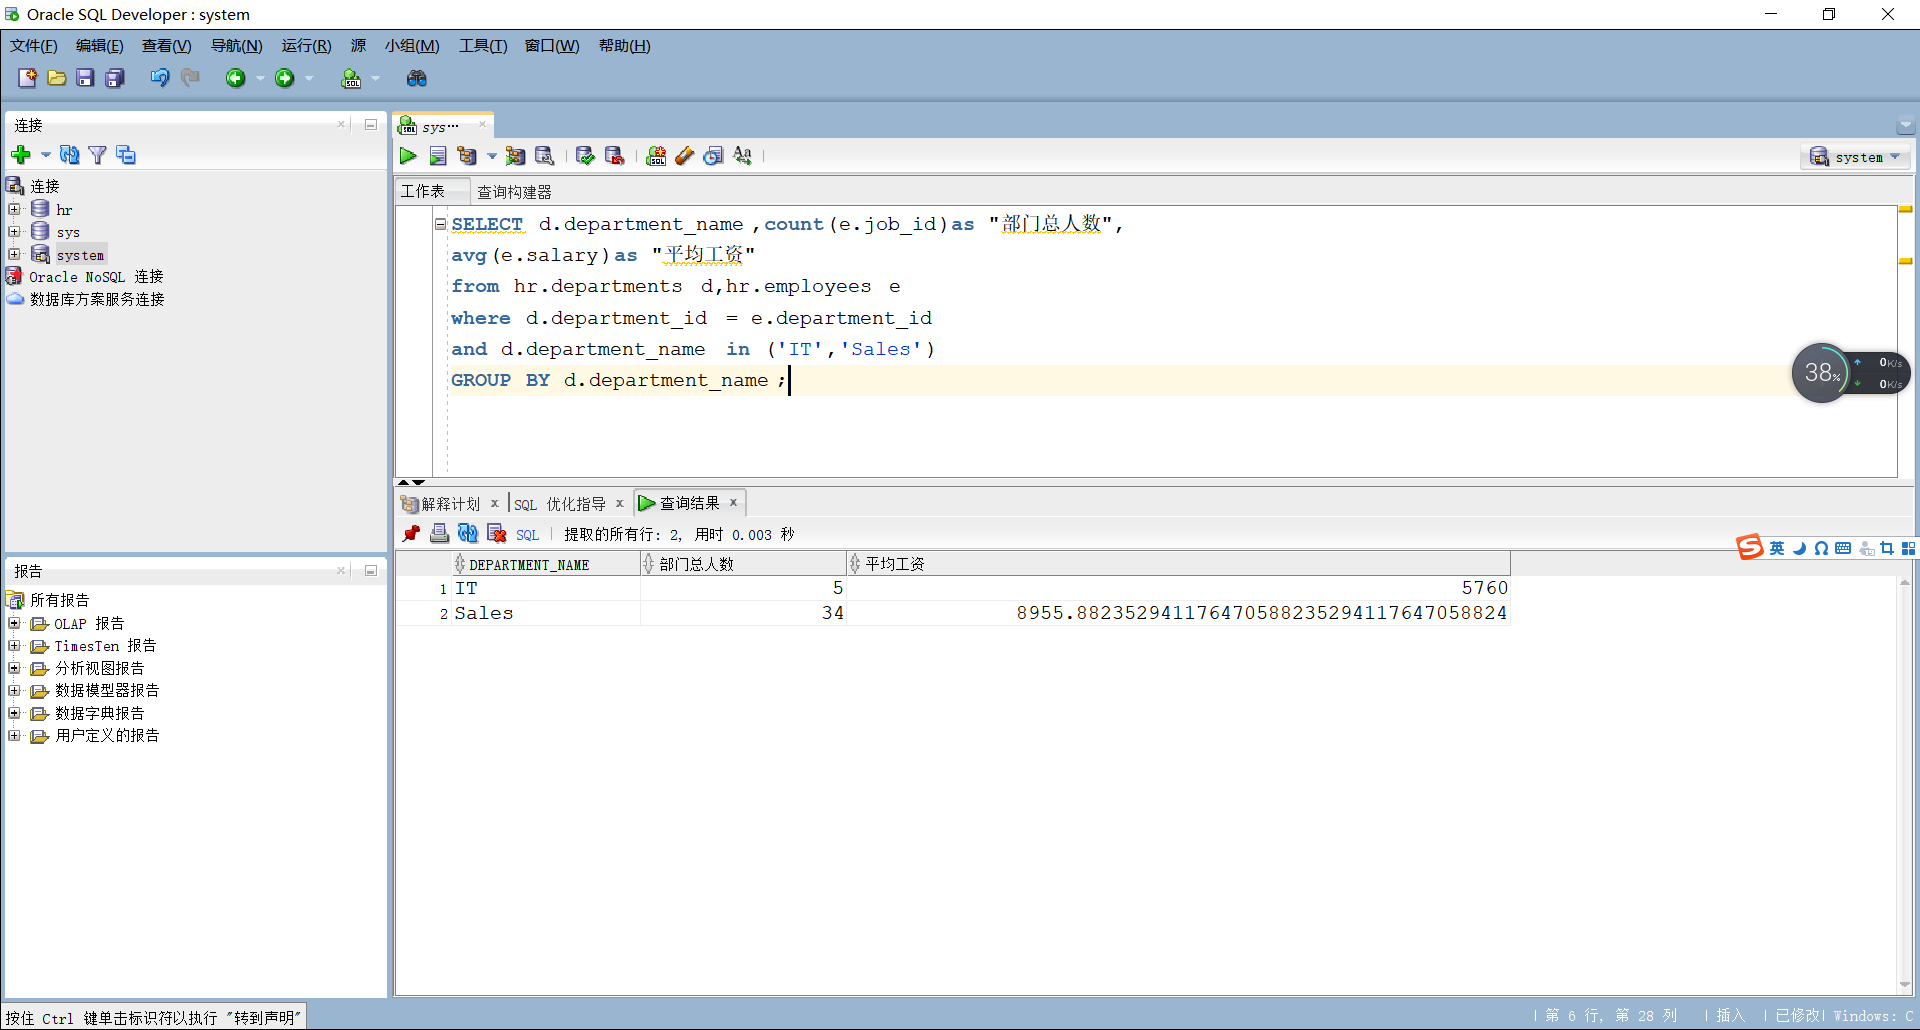 Oracle SQL Developer : system
文件(F) 编辑(E) 查看(V) 导航(N) 运行(R) 源 小组(M) 工具(T) 窗口(W) 帮助(H)
连接
连接
hr
sys
system
Oracle NoSQL 连接
数据库方案服务连接
sys···
system
工作表 查询构建器
SELECT d.department_name ,count(e.job_id)as "部门总人数",
avg(e.salary)as "平均工资"
from hr.departments d,hr.employees e
where d.department_id = e.department_id
and d.department_name in ('IT','Sales')
GROUP BY d.department_name ;
38%
0K/s
0K/s
解释计划 SQL 优化指导 查询结果
SQL 提取的所有行: 2, 用时 0.003 秒
英
DEPARTMENT_NAME 部门总人数 平均工资
1 IT 5 5760
2 Sales 34 8955.88235294117647058823529411764705​8824
报告
所有报告
OLAP 报告
TimesTen 报告
分析视图报告
数据模型器报告
数据字典报告
用户定义的报告
按住 Ctrl 键单击标识符以执行 "转到声明"
第 6 行, 第 28 列 | 插入 | 已修改| Windows: C